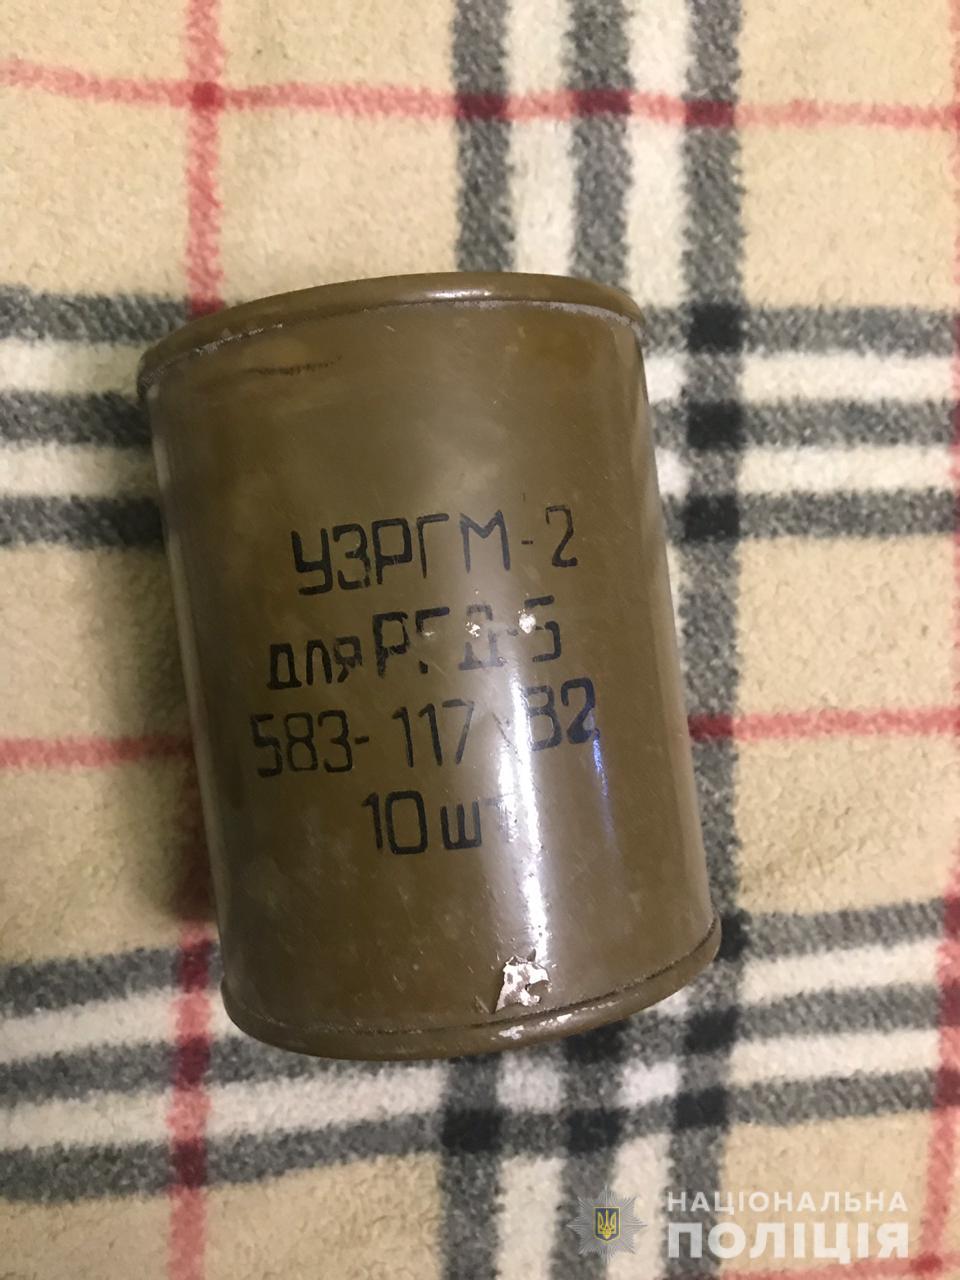 УЗРГМ-2
для РГД-5
583-117 82
10 шт
НАЦІОНАЛЬНА
ПОЛІЦІЯ